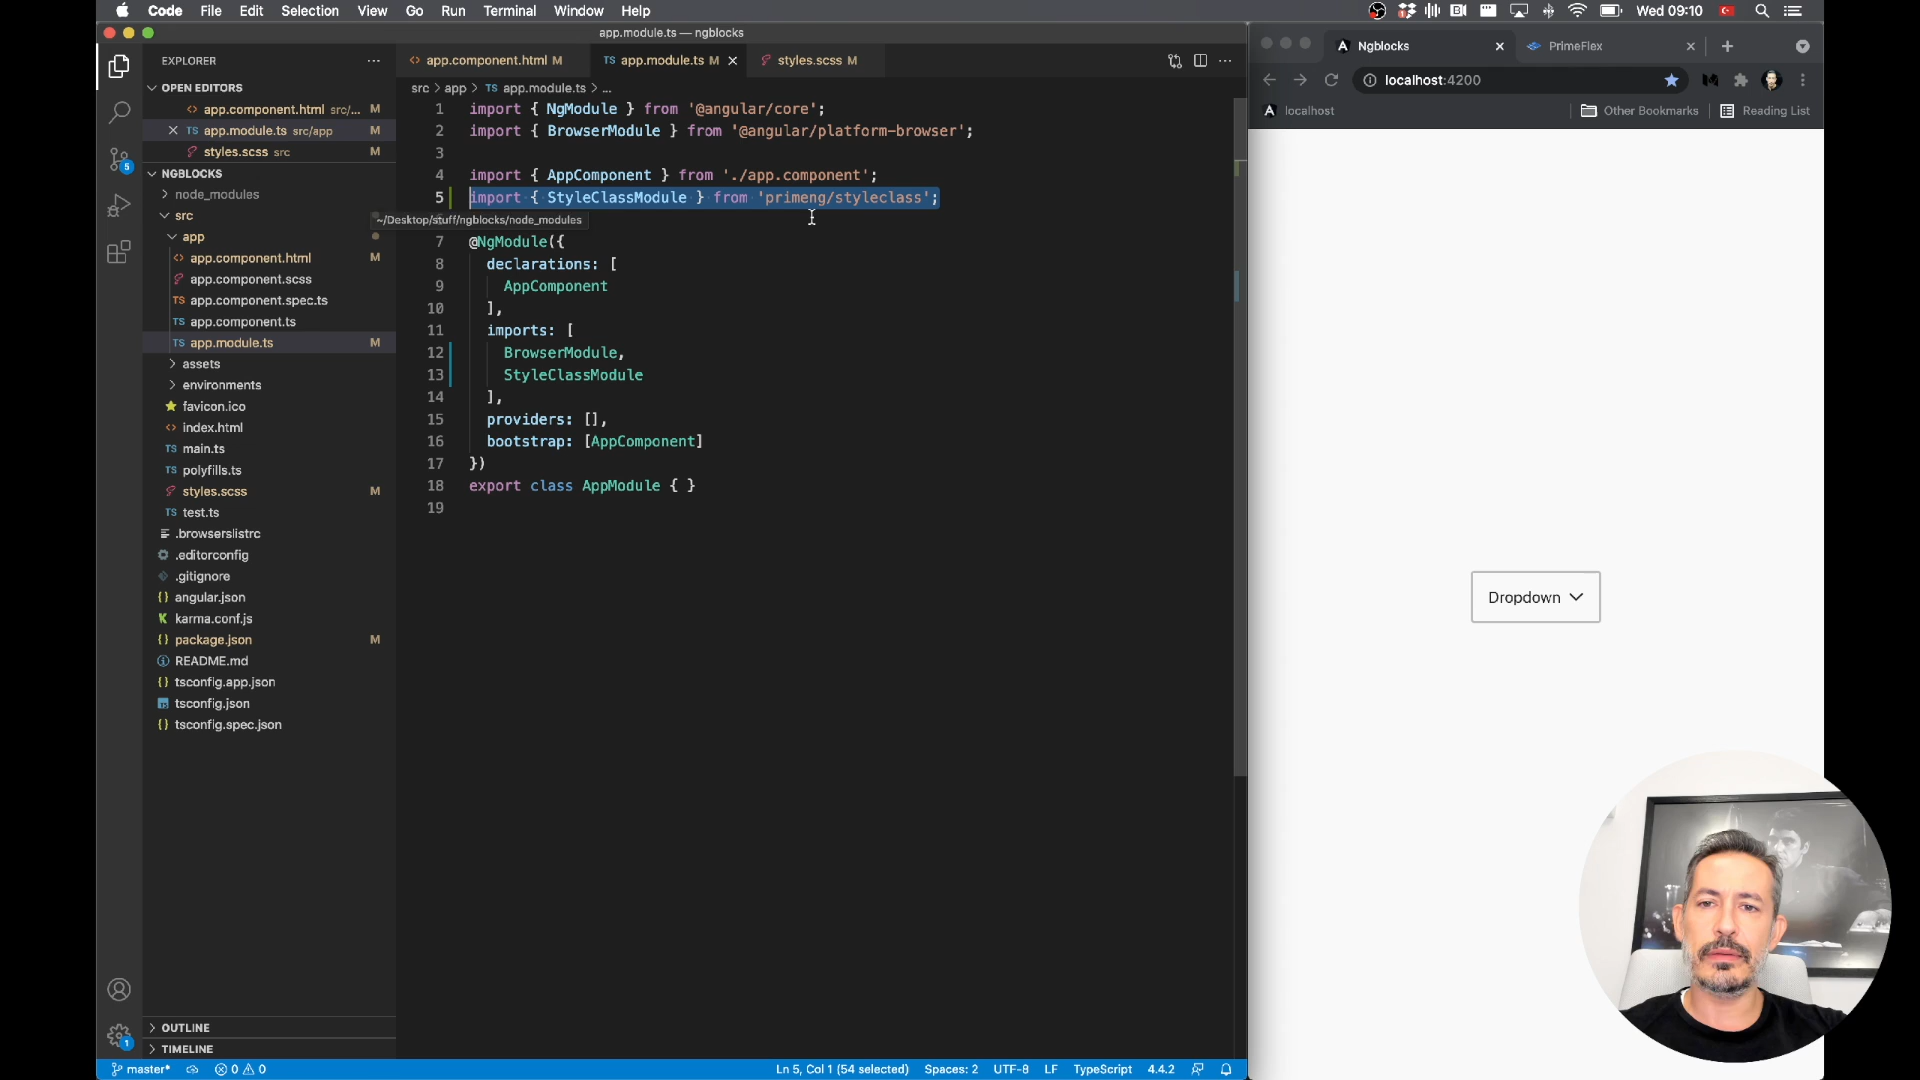 Code File Edit Selection View Go Run Terminal Window Help
Wed 09:10
app.module.ts — ngblocks
EXPLORER
OPEN EDITORS
app.component.html src/... M
app.module.ts src/app M
styles.scss src M
NGBLOCKS
node_modules
src
app
app.component.html M
app.component.scss
app.component.spec.ts
TS app.component.ts
TS app.module.ts M
assets
environments
favicon.ico
index.html
TS main.ts
TS polyfills.ts
styles.scss M
TS test.ts
.browserslistrc
.editorconfig
.gitignore
angular.json
karma.conf.js
package.json M
README.md
tsconfig.app.json
tsconfig.json
tsconfig.spec.json
OUTLINE
TIMELINE
app.component.html M
TS app.module.ts M
styles.scss M
src > app > TS app.module.ts > ...
1 import { NgModule } from '@angular/core';
2 import { BrowserModule } from '@angular/platform-browser';
3
4 import { AppComponent } from './app.component';
5 import { StyleClassModule } from 'primeng/styleclass';
~/Desktop/stuff/ngblocks/node_modules
7 @NgModule({
8 declarations: [
9 AppComponent
10 ],
11 imports: [
12 BrowserModule,
13 StyleClassModule
14 ],
15 providers: [],
16 bootstrap: [AppComponent]
17 })
18 export class AppModule { }
19
master* 0 0
Ln 5, Col 1 (54 selected) Spaces: 2 UTF-8 LF TypeScript 4.4.2
Ngblocks
PrimeFlex
localhost:4200
localhost
Other Bookmarks
Reading List
Dropdown
5
1